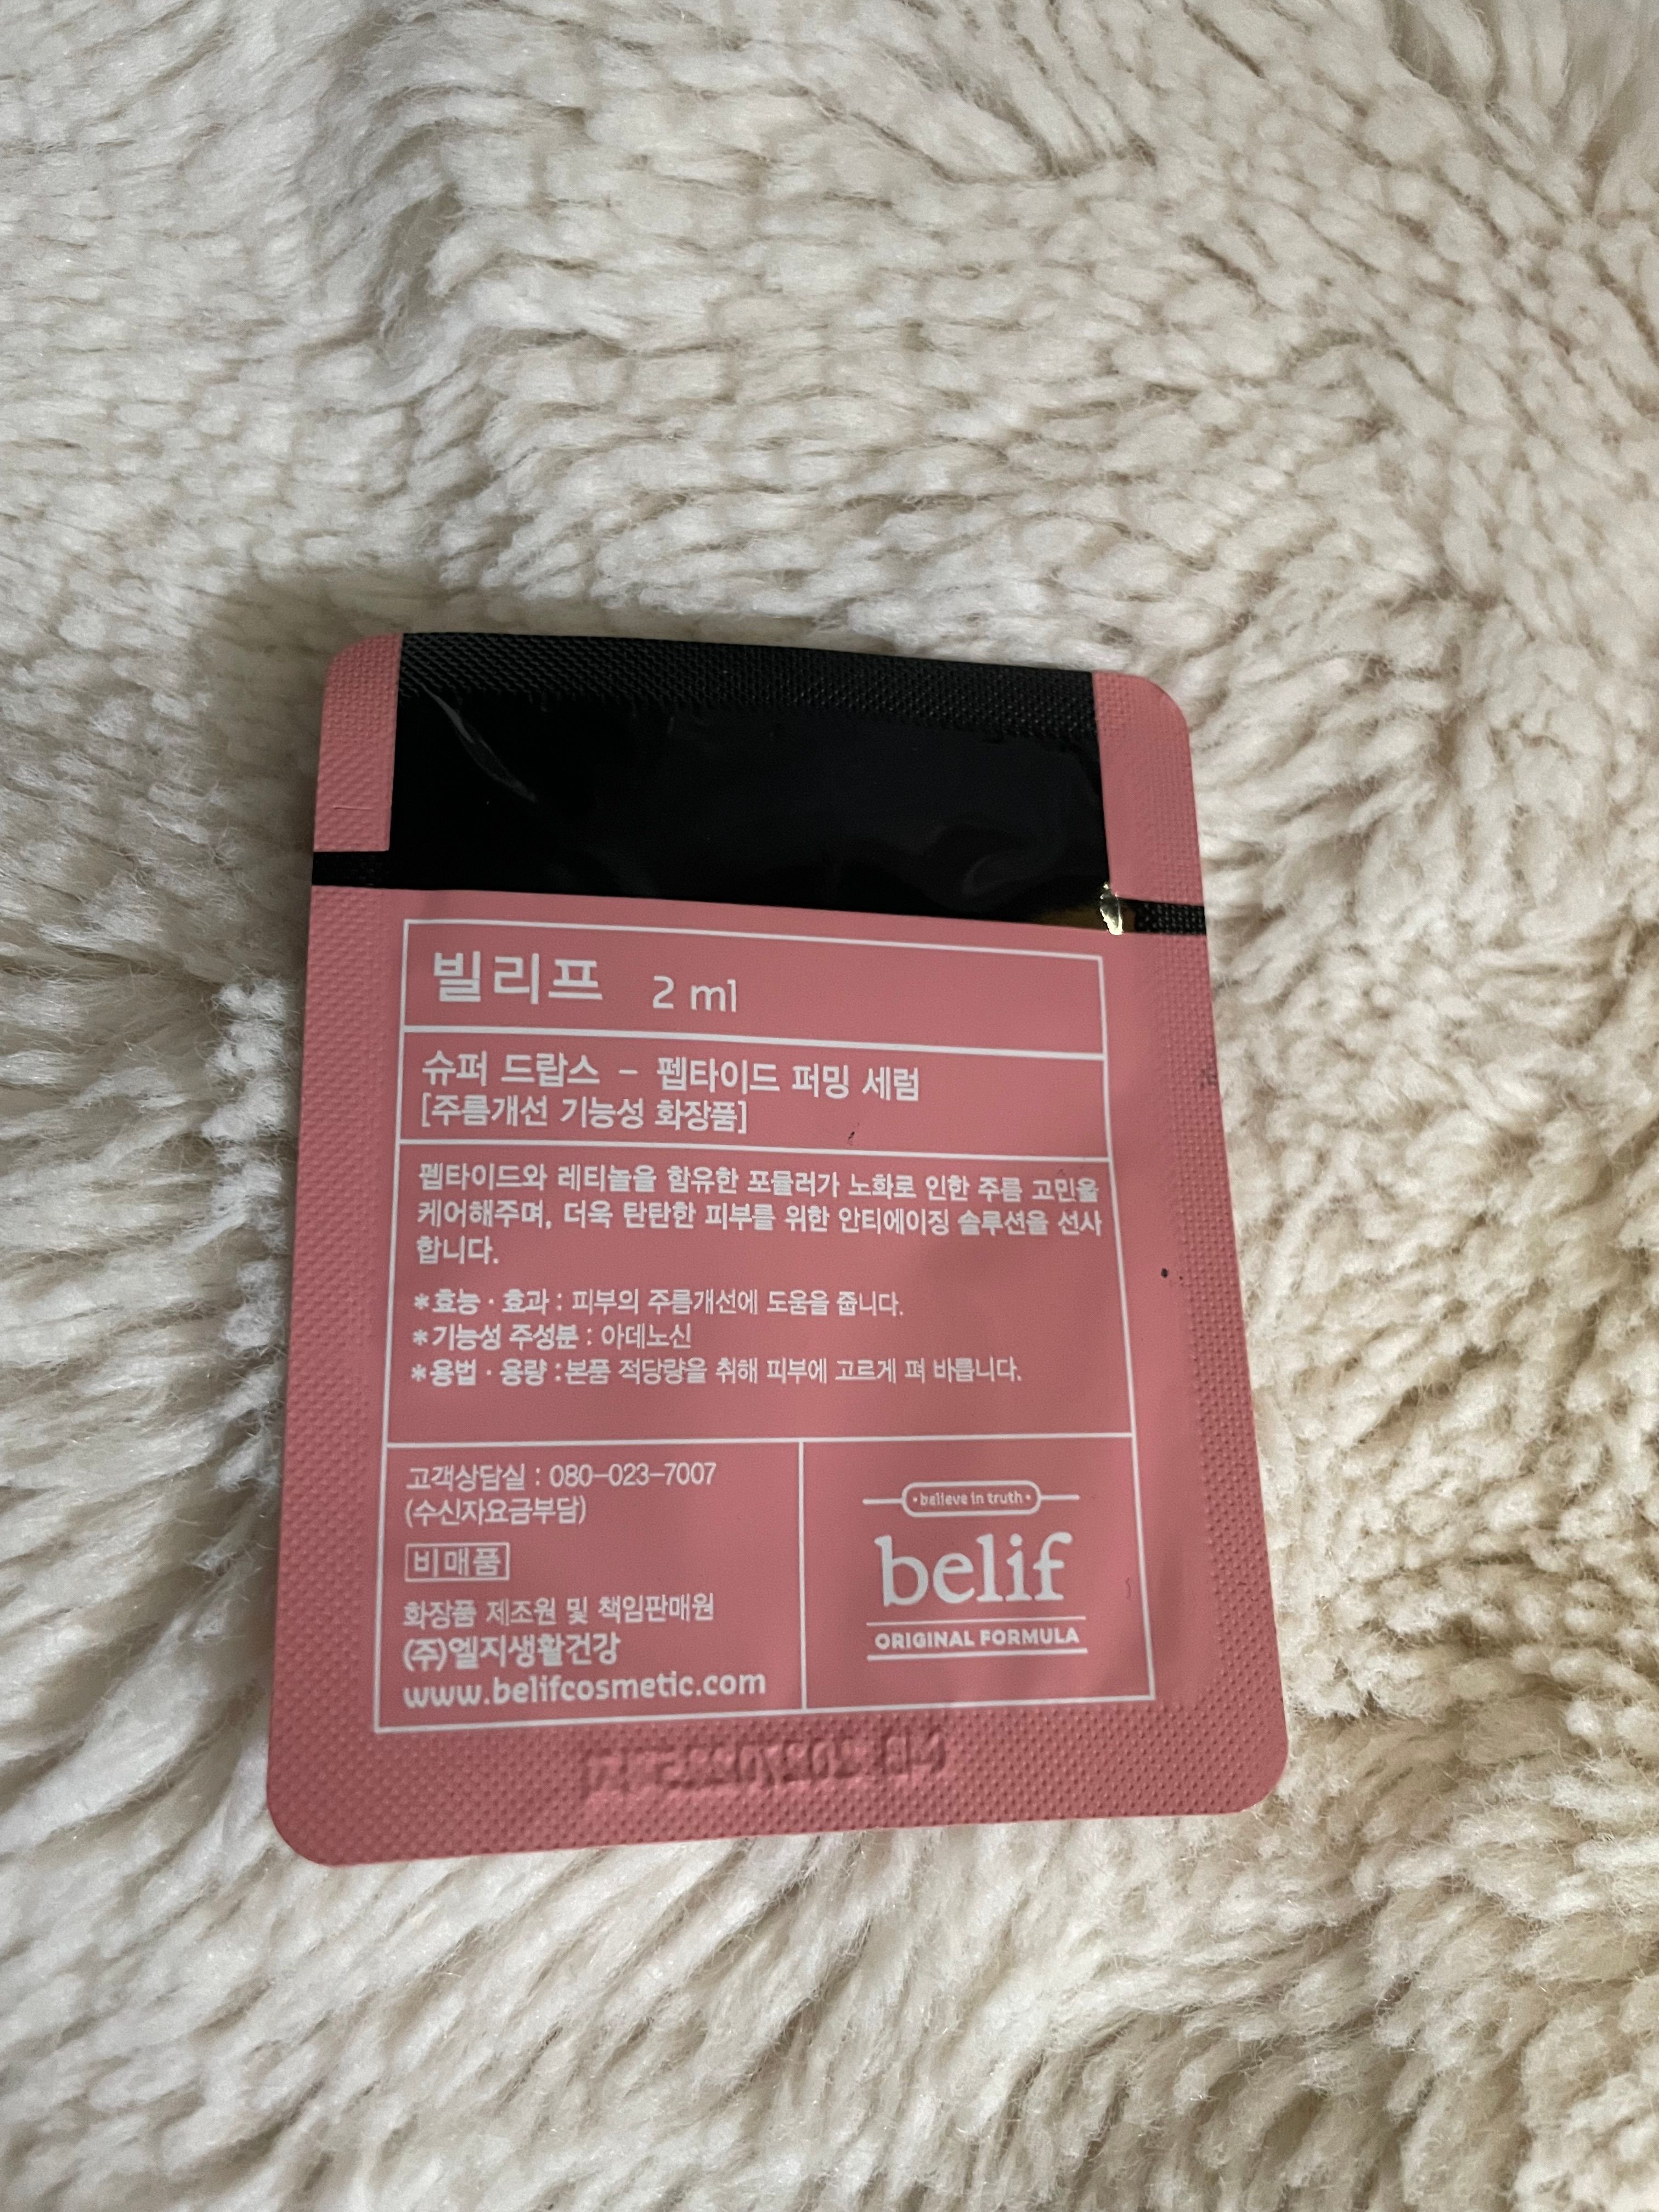 빌리프 2 ml
슈퍼 드랍스 - 펩타이드 퍼밍 세럼
[주름개선 기능성 화장품]
펩타이드와 레티놀을 함유한 포뮬러가 노화로 인한 주름 고민을
케어해주며, 더욱 탄탄한 피부를 위한 안티에이징 솔루션을 선사
합니다.
*효능·효과 : 피부의 주름개선에 도움을 줍니다.
*기능성 주성분 : 아데노신
*용법·용량 : 본품 적당량을 취해 피부에 고르게 펴 바릅니다.
고객상담실 : 080-023-7007
(수신자요금부담)
비매품
화장품 제조원 및 책임판매원
(주)엘지생활건강
www.belifcosmetic.com
•believe in truth•
belif
ORIGINAL FORMULA